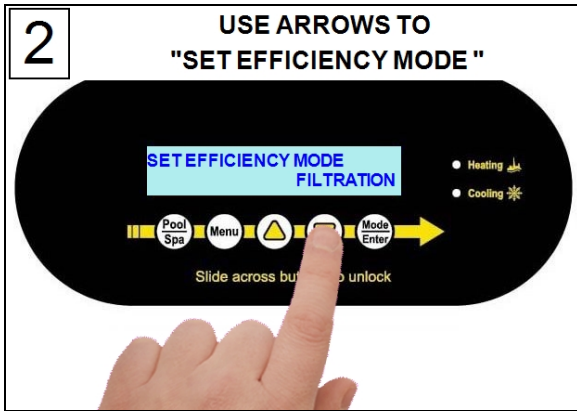 2
USE ARROWS TO
"SET EFFICIENCY MODE "
SET EFFICIENCY MODE
FILTRATION
Heating
Cooling
Pool
Spa
Menu
Mode
Enter
Slide across but o unlock